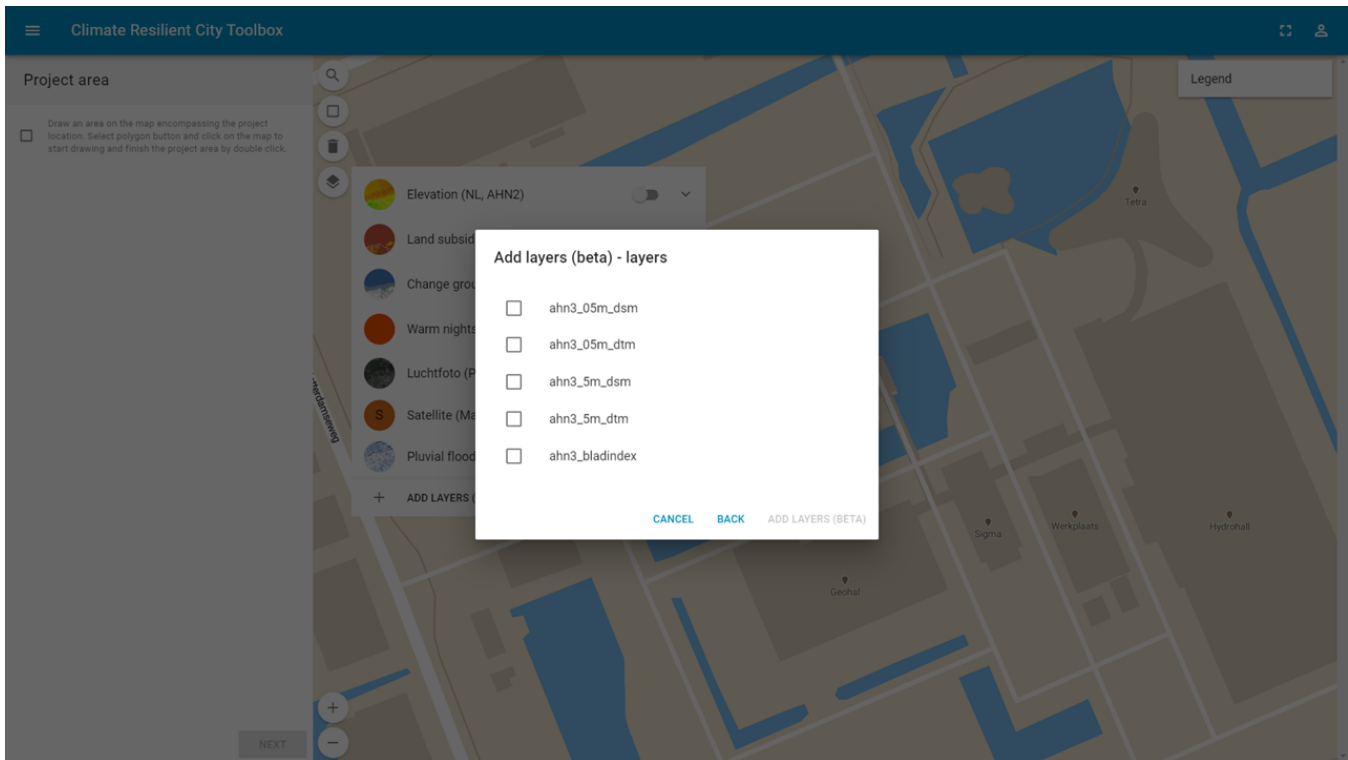 Climate Resilient City Toolbox
Project area
Draw an area on the map encompassing the project
location. Select polygon button and click on the map to
start drawing and finish the project area by double click.
NEXT
Legend
Elevation (NL, AHN2)
Land subsid
Change grou
Warm nights
Luchtfoto (P
S
Satellite (Ma
Pluvial flood
ADD LAYERS (
Add layers (beta) - layers
ahn3_05m_dsm
ahn3_05m_dtm
ahn3_5m_dsm
ahn3_5m_dtm
ahn3_bladindex
CANCEL BACK ADD LAYERS (BETA)
Tetra
Sigma
Werkplaats
Hydrohall
Geohal